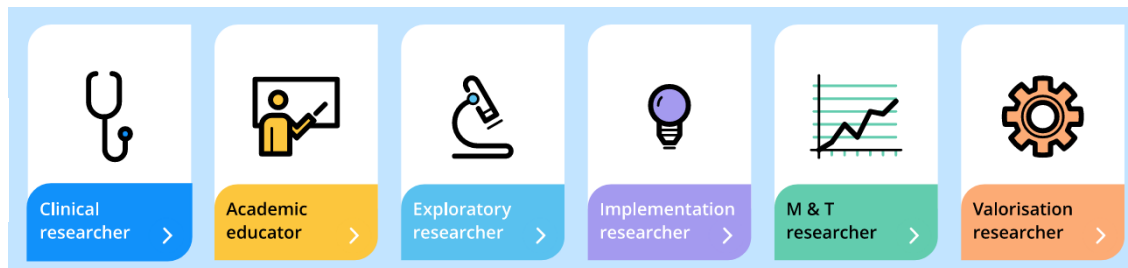 Clinical
researcher
Academic
educator
Exploratory
researcher
Implementation
researcher
M & T
researcher
Valorisation
researcher